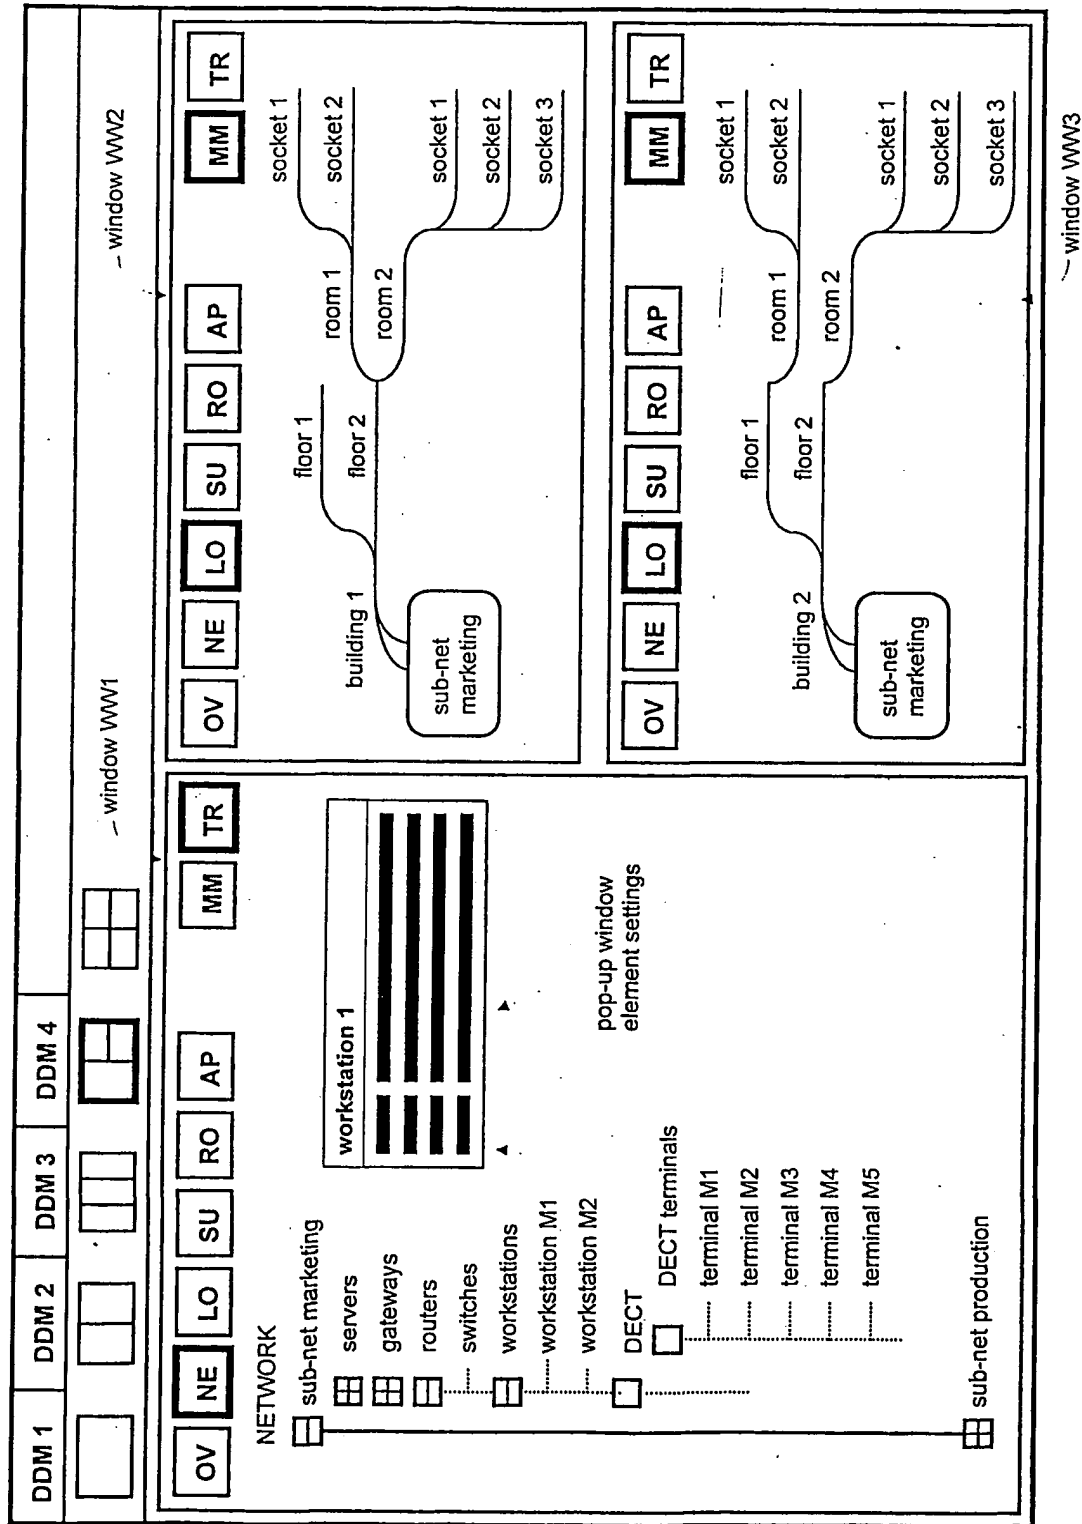 DDM 1
DDM 2
DDM 3
DDM 4
window WW1
window WW2
OV
NE
LO
SU
RO
AP
MM
TR
NETWORK
sub-net marketing
servers
gateways
routers
switches
workstations
workstation M1
workstation M2
DECT
DECT terminals
terminal M1
terminal M2
terminal M3
terminal M4
terminal M5
sub-net production
workstation 1
pop-up window
element settings
OV
NE
LO
SU
RO
AP
MM
TR
building 1
sub-net
marketing
floor 1
floor 2
room 1
room 2
socket 1
socket 2
socket 1
socket 2
socket 3
OV
NE
LO
SU
RO
AP
MM
TR
building 2
sub-net
marketing
floor 1
floor 2
room 1
room 2
socket 1
socket 2
socket 1
socket 2
socket 3
window WW3